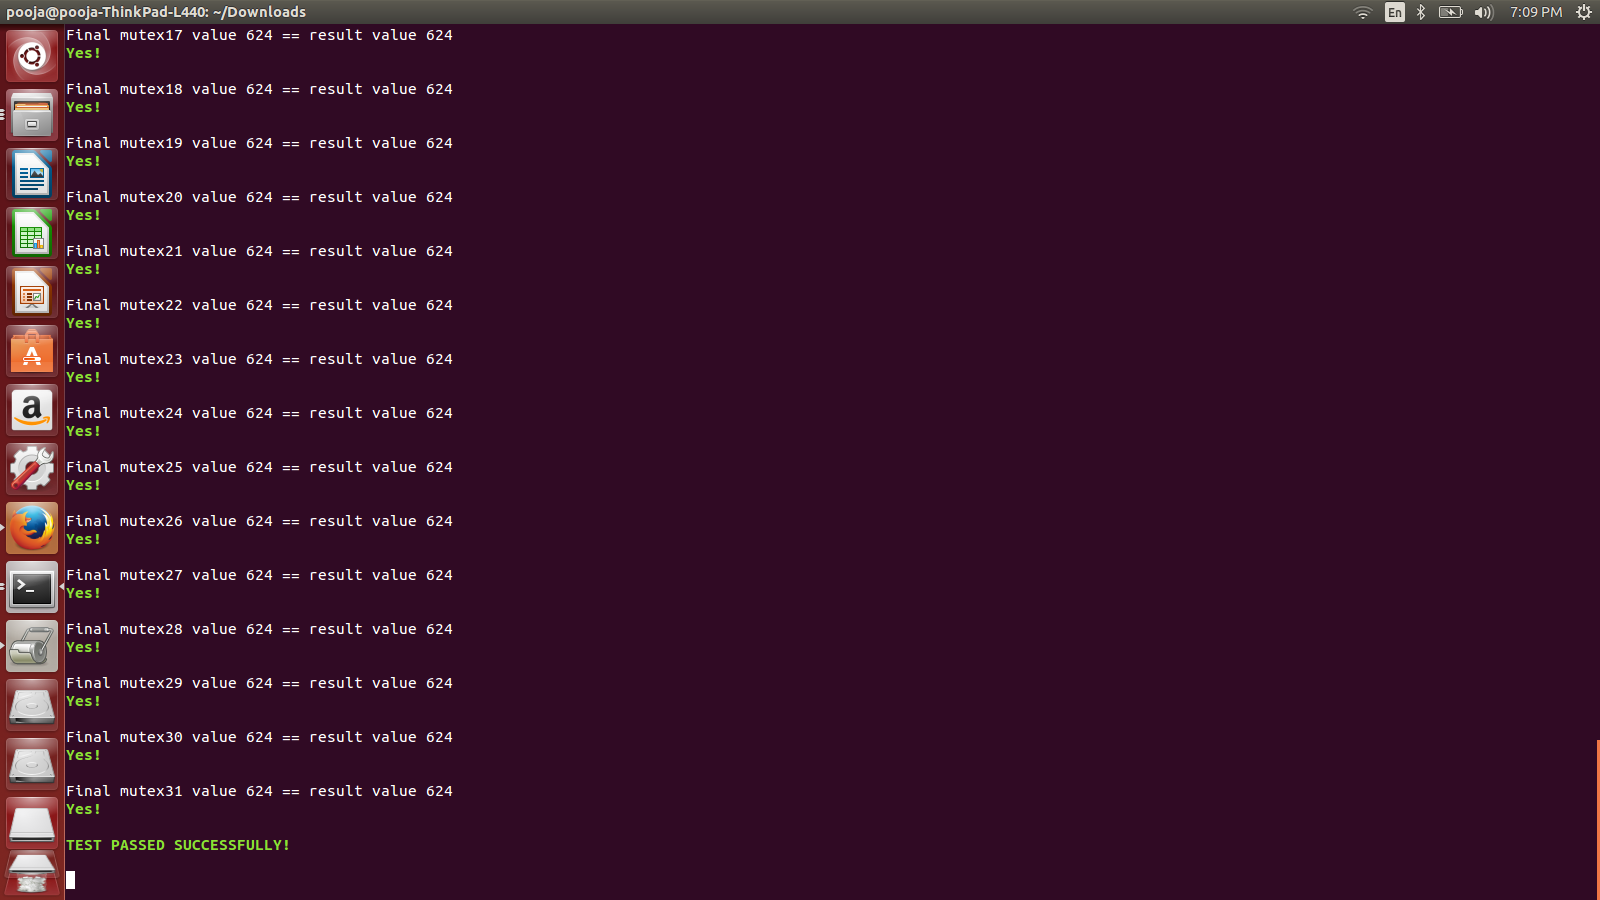 pooja@pooja-ThinkPad-L440: ~/Downloads
En
7:09 PM
Final mutex17 value 624 == result value 624
Yes!
Final mutex18 value 624 == result value 624
Yes!
Final mutex19 value 624 == result value 624
Yes!
Final mutex20 value 624 == result value 624
Yes!
Final mutex21 value 624 == result value 624
Yes!
Final mutex22 value 624 == result value 624
Yes!
Final mutex23 value 624 == result value 624
Yes!
Final mutex24 value 624 == result value 624
Yes!
Final mutex25 value 624 == result value 624
Yes!
Final mutex26 value 624 == result value 624
Yes!
Final mutex27 value 624 == result value 624
Yes!
Final mutex28 value 624 == result value 624
Yes!
Final mutex29 value 624 == result value 624
Yes!
Final mutex30 value 624 == result value 624
Yes!
Final mutex31 value 624 == result value 624
Yes!
TEST PASSED SUCCESSFULLY!